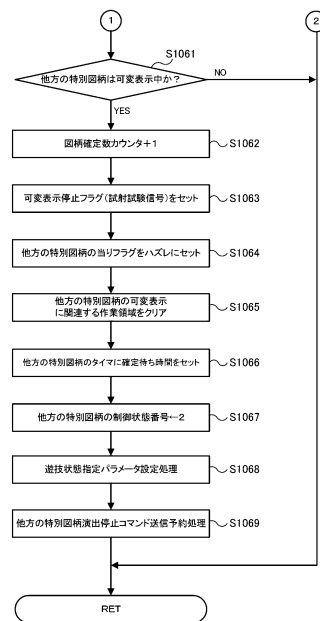 1
2
S1061
他方の特別図柄は可変表示中か?
NO
YES
図柄確定数カウンタ+1
S1062
可変表示停止フラグ(試射試験信号)をセット
S1063
他方の特別図柄の当りフラグをハズレにセット
S1064
他方の特別図柄の可変表示
に関連する作業領域をクリア
S1065
他方の特別図柄のタイマに確定待ち時間をセット
S1066
他方の特別図柄の制御状態番号←2
S1067
遊技状態指定パラメータ設定処理
S1068
他方の特別図柄演出停止コマンド送信予約処理
S1069
RET